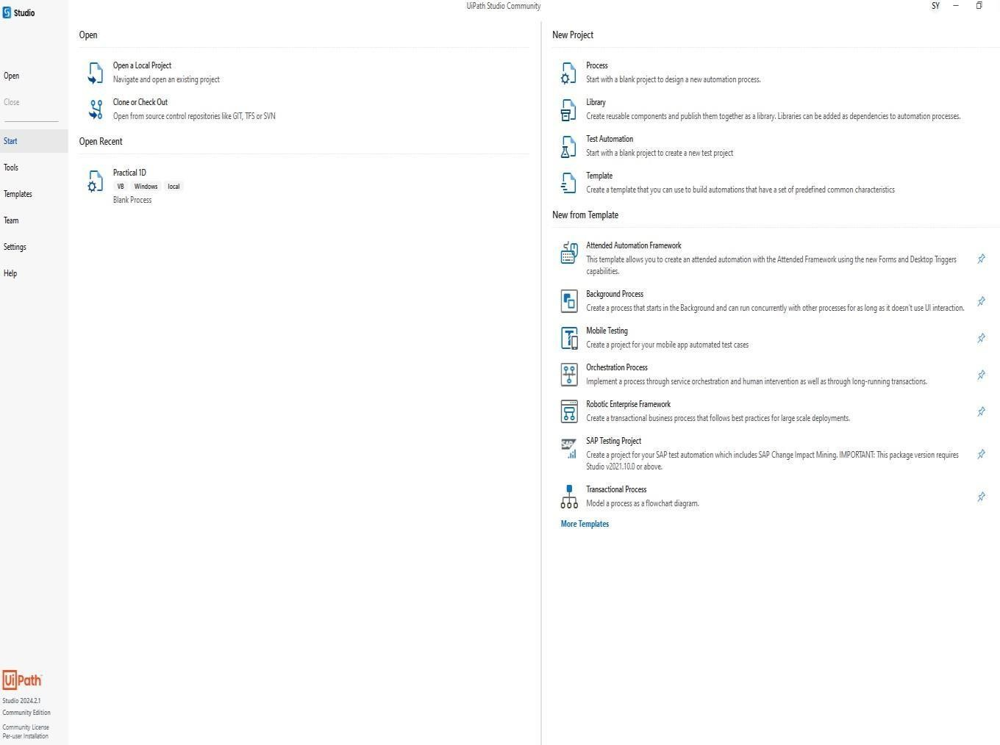 Studio
UiPath Studio Community
SY
Open
Close
Start
Tools
Templates
Team
Settings
Help
UiPath
Studio 2024.2.1
Community Edition
Community License
Per-user Installation
Open
Open a Local Project
Navigate and open an existing project
Clone or Check Out
Open from source control repositories like GIT, TFS or SVN
Open Recent
Practical 1D
VB Windows local
Blank Process
New Project
Process
Start with a blank project to design a new automation process.
Library
Create reusable components and publish them together as a library. Libraries can be added as dependencies to automation processes.
Test Automation
Start with a blank project to create a new test project
Template
Create a template that you can use to build automations that have a set of predefined common characteristics
New from Template
Attended Automation Framework
This template allows you to create an attended automation with the Attended Framework using the new Forms and Desktop Triggers
capabilities.
Background Process
Create a process that starts in the Background and can run concurrently with other processes for as long as it doesn't use UI interaction.
Mobile Testing
Create a project for your mobile app automated test cases
Orchestration Process
Implement a process through service orchestration and human intervention as well as through long-running transactions.
Robotic Enterprise Framework
Create a transactional business process that follows best practices for large scale deployments.
SAP
SAP Testing Project
Create a project for your SAP test automation which includes SAP Change Impact Mining. IMPORTANT: This package version requires
Studio v2021.10.0 or above.
Transactional Process
Model a process as a flowchart diagram.
More Templates